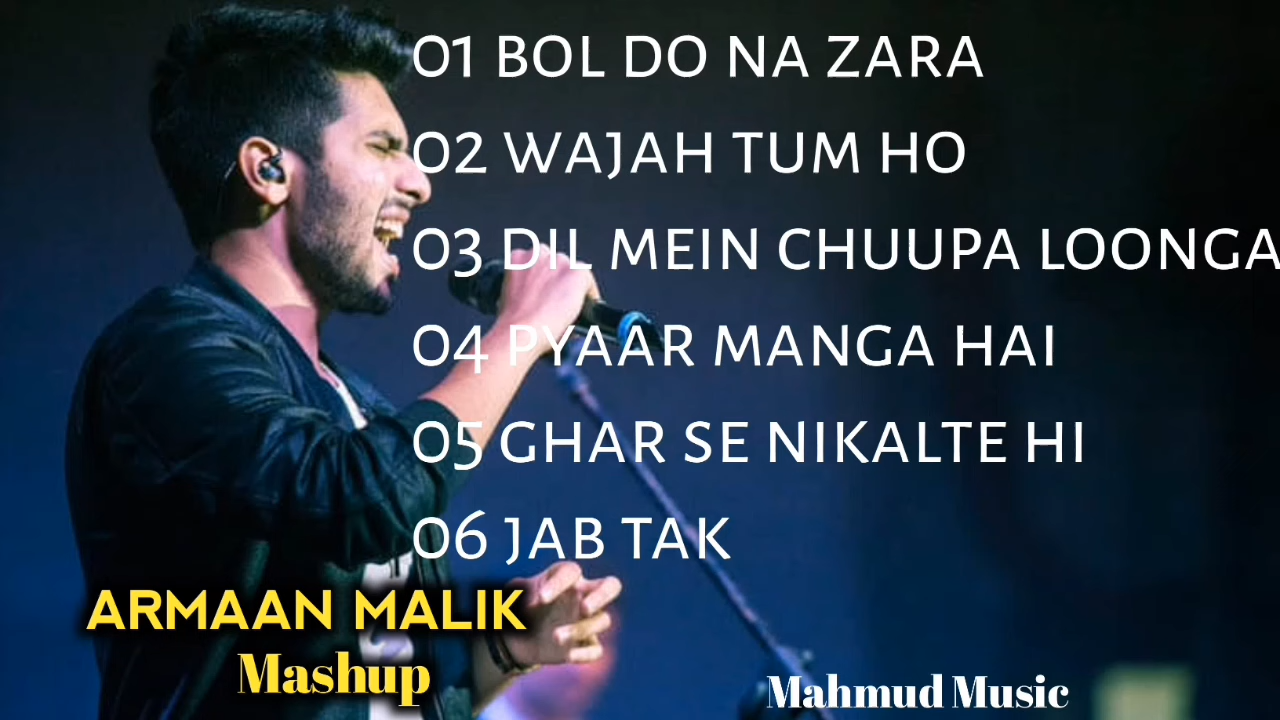 01 BOL DO NA ZARA
02 WAJAH TUM HO
03 DIL MEIN CHUUPA LOONGA
04 PYAAR MANGA HAI
05 GHAR SE NIKALTE HI
06 JAB TAK
ARMAAN MALIK
Mashup
Mahmud Music